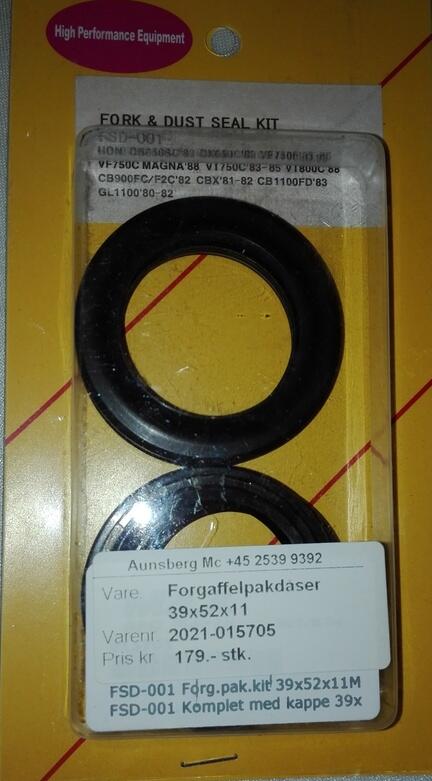 High Performance Equipment
FORK & DUST SEAL KIT
FSD-001
VF750C MAGNA'88 VT750C'83-85 VT800C'88
CB900FC/F2C'82 CBX'81-82 CB1100FD'83
GL1100'80-82
Aunsberg Mc +45 2539 9392
Vare. Forgaffelpakdåser
39x52x11
Varenr. 2021-015705
Pris kr 179.- stk.
FSD-001 Forg.pak.kit 39x52x11M
FSD-001 Komplet med kappe 39x